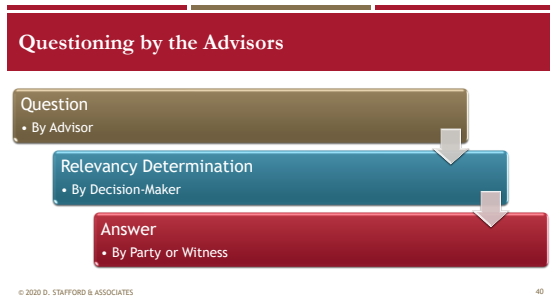 Questioning by the Advisors
Question
• By Advisor
Relevancy Determination
• By Decision-Maker
Answer
• By Party or Witness
© 2020 D. STAFFORD & ASSOCIATES
40